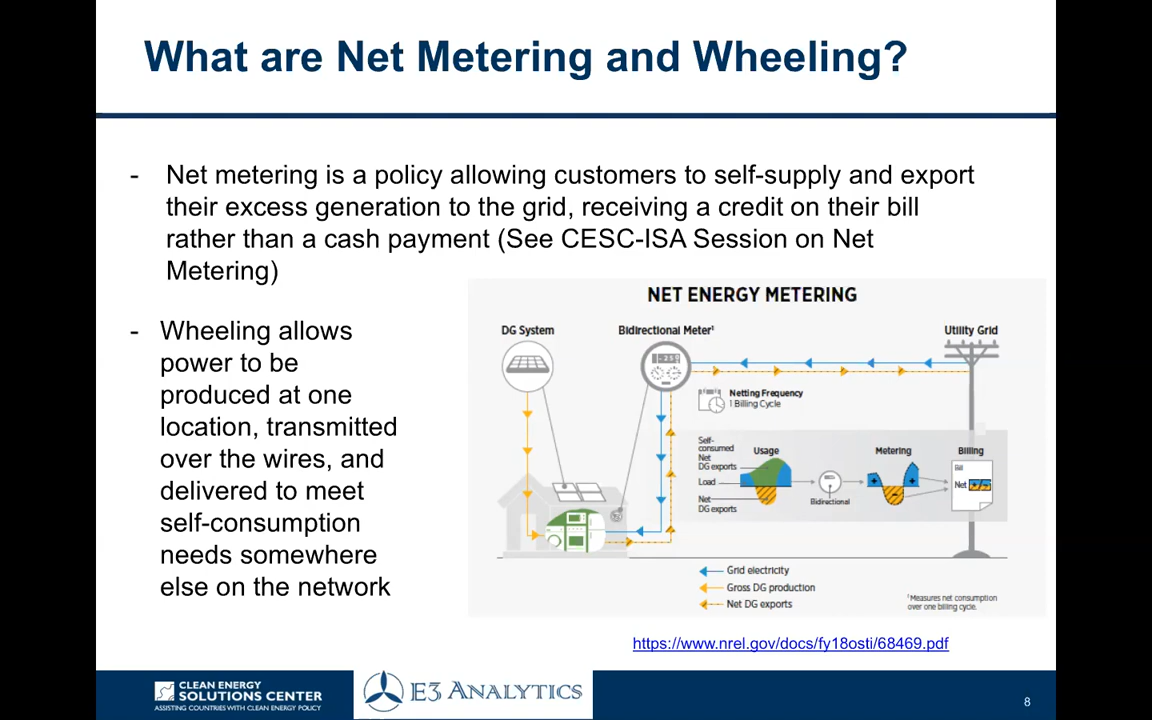 What are Net Metering and Wheeling?
- Net metering is a policy allowing customers to self-supply and export
their excess generation to the grid, receiving a credit on their bill
rather than a cash payment (See CESC-ISA Session on Net
Metering)
- Wheeling allows
power to be
produced at one
location, transmitted
over the wires, and
delivered to meet
self-consumption
needs somewhere
else on the network
NET ENERGY METERING
DG System
Bidirectional Meter¹
Utility Grid
Netting Frequency
1 Billing Cycle
Self-
consumed
Net
DG exports
Load
Net
DG exports
Usage
Bidirectional
Metering
Billing
Bill
Net
Grid electricity
Gross DG production
Net DG exports
¹Measures net consumption
over one billing cycle.
https://www.nrel.gov/docs/fy18osti/68469.pdf
CLEAN ENERGY
SOLUTIONS CENTER
ASSISTING COUNTRIES WITH CLEAN ENERGY POLICY
E3 ANALYTICS
8